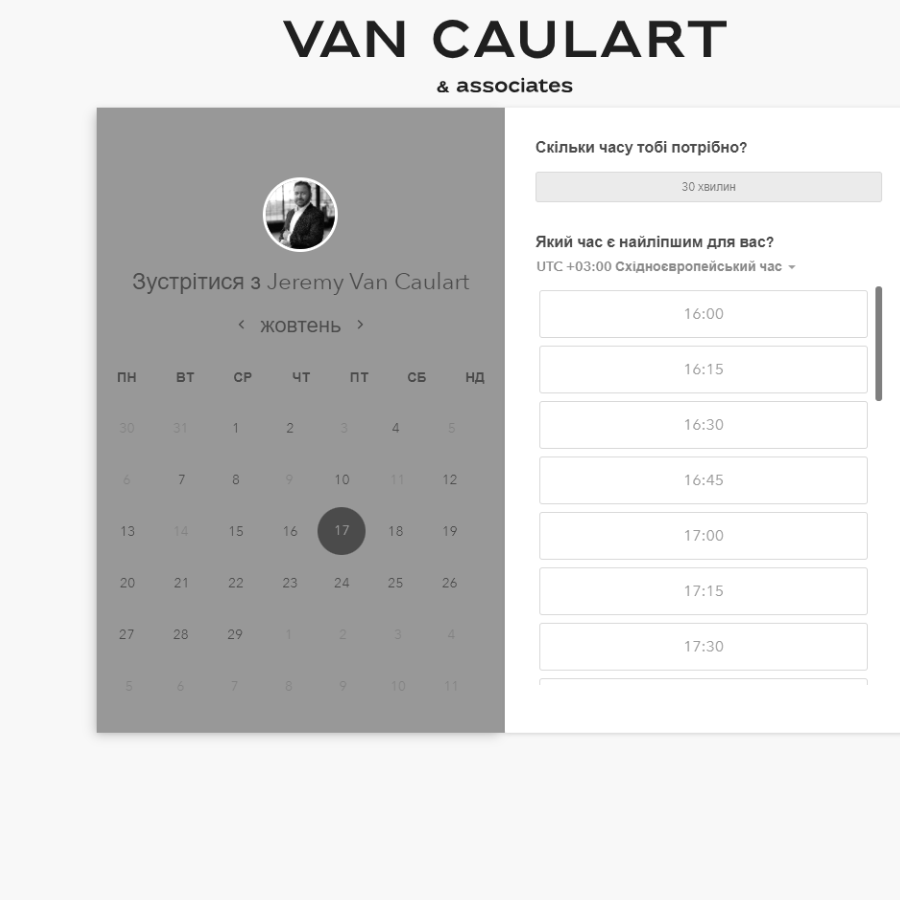 VAN CAULART
& associates
Зустрітися з Jeremy Van Caulart
жовтень
ПН ВТ СР ЧТ ПТ СБ НД
30 31 1 2 3 4 5
6 7 8 9 10 11 12
13 14 15 16 17 18 19
20 21 22 23 24 25 26
27 28 29 1 2 3 4
5 6 7 8 9 10 11
Скільки часу тобі потрібно?
30 хвилин
Який час є найліпшим для вас?
UTC +03:00 Східноєвропейський час
16:00
16:15
16:30
16:45
17:00
17:15
17:30